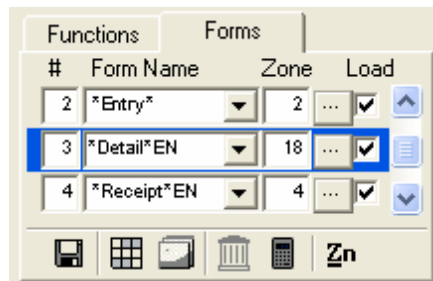 Functions Forms
# Form Name Zone Load
2 *Entry* 2 ...
3 *Detail*EN 18 ...
4 *Receipt*EN 4 ...
Zn